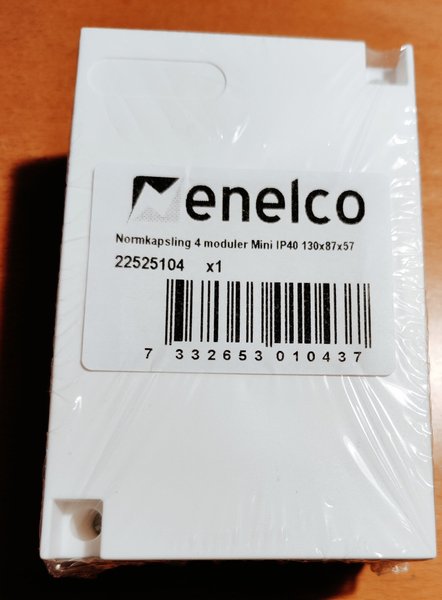 enelco
Normkapsling 4 moduler Mini IP40 130x87x57
22525104 x1
7 332653 010437